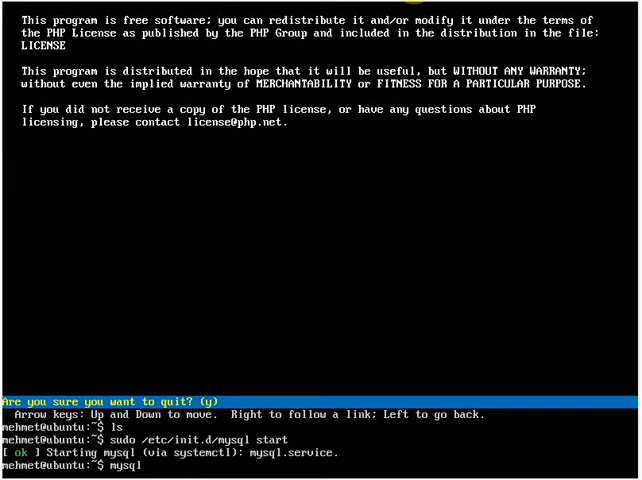 This program is free software; you can redistribute it and/or modify it under the terms of
the PHP License as published by the PHP Group and included in the distribution in the file:
LICENSE
This program is distributed in the hope that it will be useful, but WITHOUT ANY WARRANTY;
without even the implied warranty of MERCHANTABILITY or FITNESS FOR A PARTICULAR PURPOSE.
If you did not receive a copy of the PHP license, or have any questions about PHP
licensing, please contact license@php.net.
Are you sure you want to quit? (y)
Arrow keys: Up and Down to move.  Right to follow a link; Left to go back.
mehmet@ubuntu:~$ ls
mehmet@ubuntu:~$ sudo /etc/init.d/mysql start
[ ok ] Starting mysql (via systemctl): mysql.service.
mehmet@ubuntu:~$ mysql